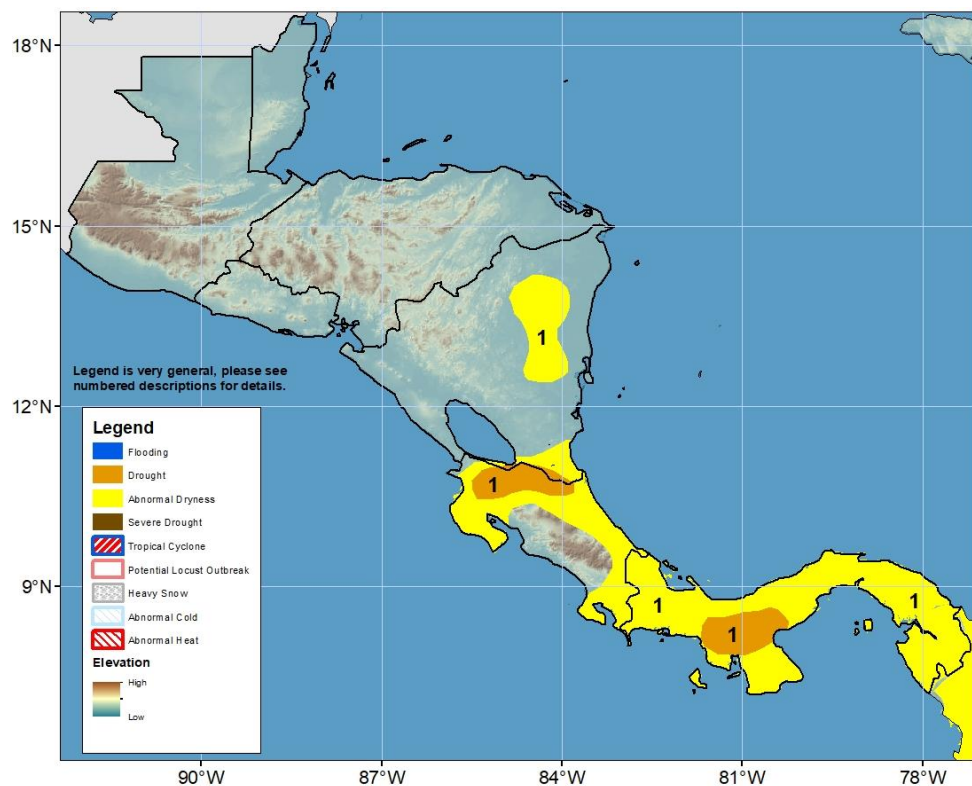 18°N
15°N
12°N
9°N
90°W
87°W
84°W
81°W
78°W
1
1
1
1
1
Legend is very general, please see
numbered descriptions for details.
Legend
Flooding
Drought
Abnormal Dryness
Severe Drought
Tropical Cyclone
Potential Locust Outbreak
Heavy Snow
Abnormal Cold
Abnormal Heat
Elevation
High
Low